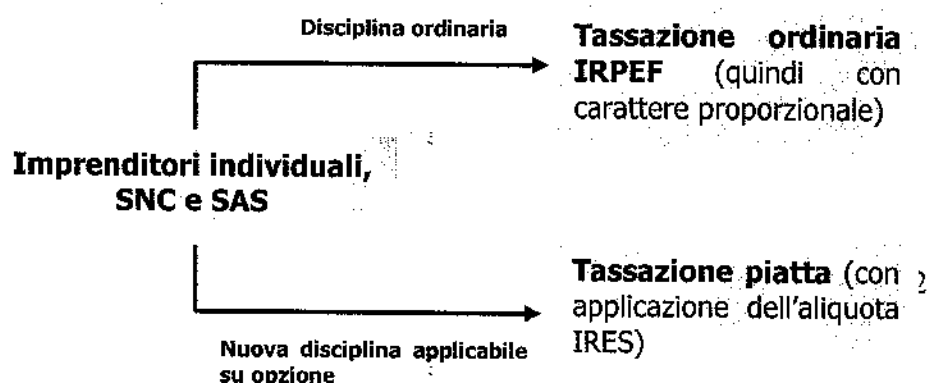 Disciplina ordinaria
Tassazione ordinaria
IRPEF (quindi con
carattere proporzionale)
Imprenditori individuali,
SNC e SAS
Tassazione piatta (con
applicazione dell'aliquota
IRES)
Nuova disciplina applicabile
su opzione